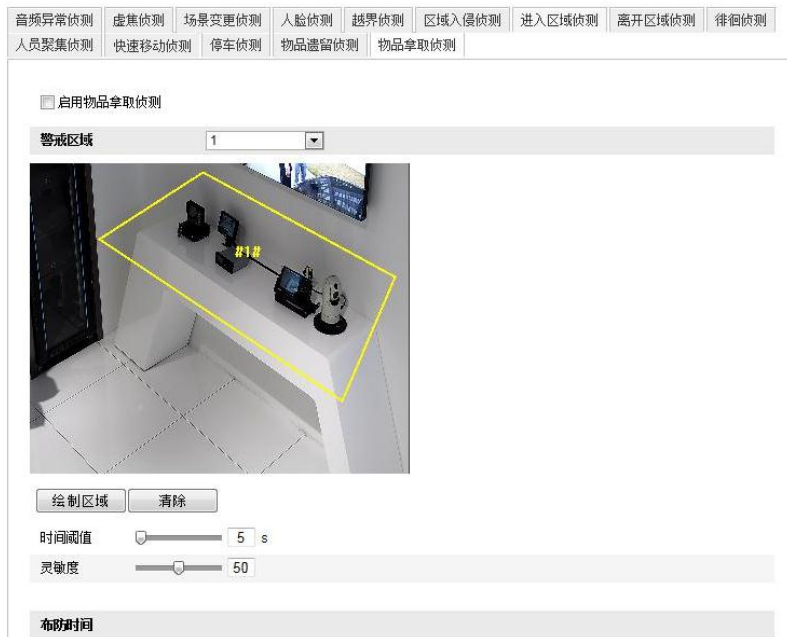 音频异常侦测 虚焦侦测 场景变更侦测 人脸侦测 越界侦测 区域入侵侦测 进入区域侦测 离开区域侦测 徘徊侦测
人员聚集侦测 快速移动侦测 停车侦测 物品遗留侦测 物品拿取侦测
启用物品拿取侦测
警戒区域 1
#1#
绘制区域 清除
时间阈值 5 s
灵敏度 50
布防时间